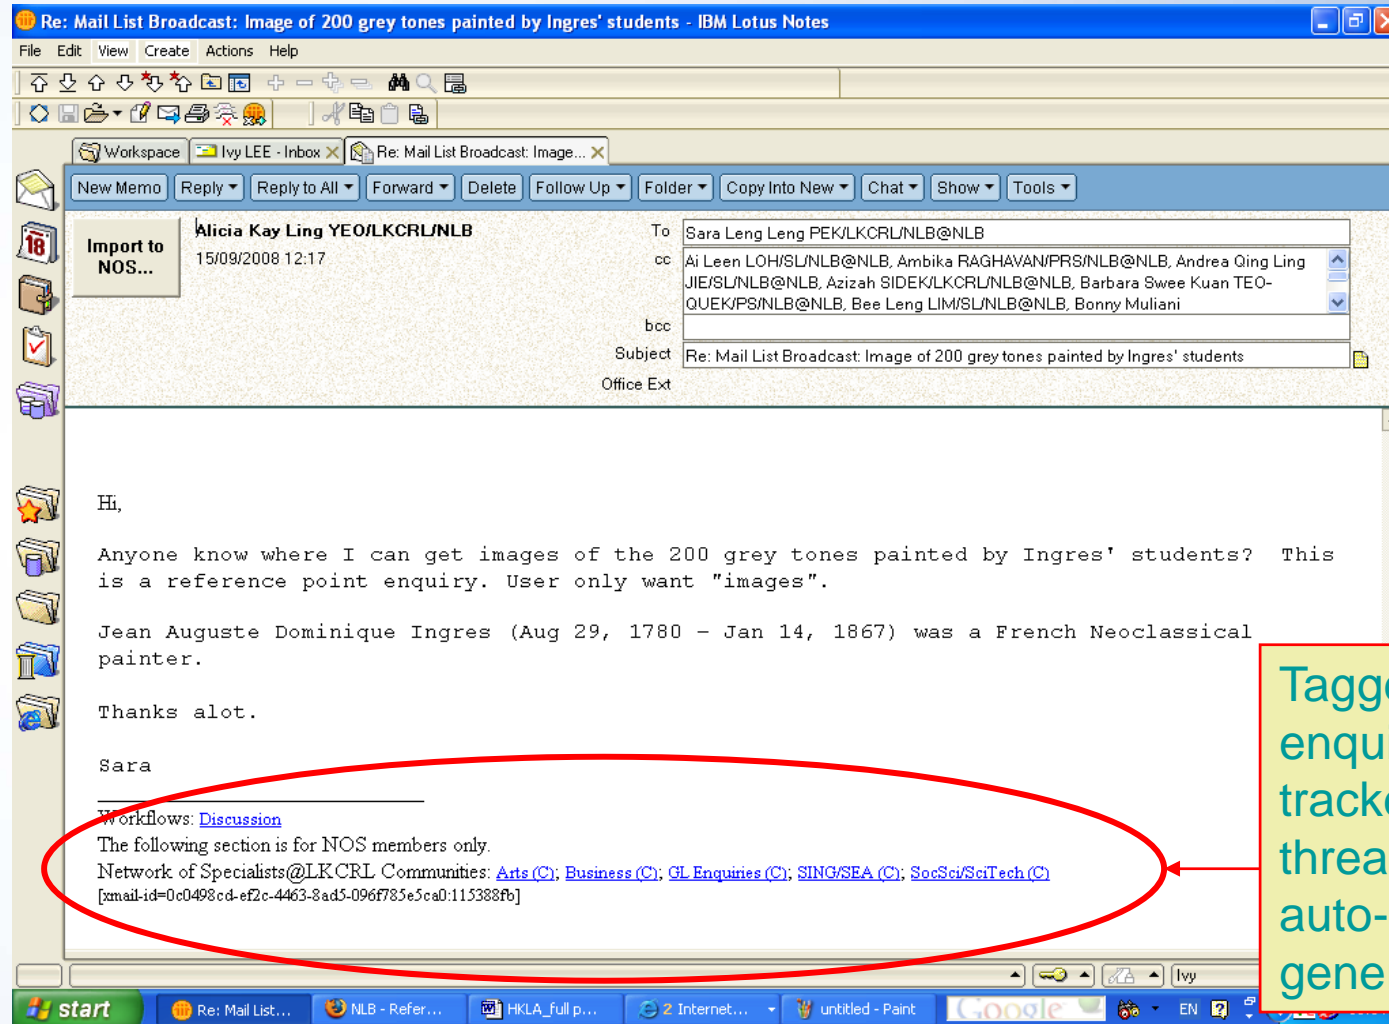 Re: Mail List Broadcast: Image of 200 grey tones painted by Ingres' students - IBM Lotus Notes
File Edit View Create Actions Help
Workspace Ivy LEE - Inbox Re: Mail List Broadcast: Image...
New Memo Reply Reply to All Forward Delete Follow Up Folder Copy Into New Chat Show Tools
Import to
NOS...
Alicia Kay Ling YEO/LKCRL/NLB
15/09/2008 12:17
To Sara Leng Leng PEK/LKCRL/NLB@NLB
cc Ai Leen LOH/SL/NLB@NLB, Ambika RAGHAVAN/PRS/NLB@NLB, Andrea Qing Ling
JIE/SL/NLB@NLB, Azizah SIDEK/LKCRL/NLB@NLB, Barbara Swee Kuan TEO-
QUEK/PS/NLB@NLB, Bee Leng LIM/SL/NLB@NLB, Bonny Muliani
bcc
Subject Re: Mail List Broadcast: Image of 200 grey tones painted by Ingres' students
Office Ext
18
Hi,
Anyone know where I can get images of the 200 grey tones painted by Ingres' students? This
is a reference point enquiry. User only want "images".
Jean Auguste Dominique Ingres (Aug 29, 1780 – Jan 14, 1867) was a French Neoclassical
painter.
Thanks alot.
Sara
Workflows: Discussion
The following section is for NOS members only.
Network of Specialists@LKCRL Communities: Arts (C); Business (C); GL Enquiries (C); SING/SEA (C); SocSci/SciTech (C)
[xmail-id=0c0498cd-ef2c-4463-8ad5-096f785e5ca0:115388fb]
auto-
Ivy
start Re: Mail List... NLB - Refer... HKLA_full p... 2 Internet... untitled - Paint Google EN